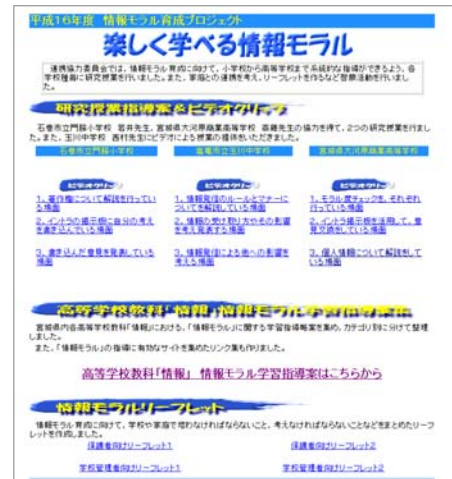 平成16年度 情報モラル育成プロジェクト
楽しく学べる情報モラル
連携協力委員会では、情報モラル育成に向けて、小学校から高等学校まで系統的な指導ができるよう、各
学校種毎に研究授業を行いました。また、家庭との連携を考え、リーフレットを作るなど啓発活動を行いまし
た。
研究授業指導案&ビデオクリップ
石巻市立門脇小学校 若井先生、宮城県大河原商業高等学校 斎藤先生の協力を得て、2つの研究授業を行いまし
た。また、玉川中学校 西村先生にビデオによる授業の提供をいただきました。
石巻市立門脇小学校 塩竈市立玉川中学校 宮城県大河原商業高等学校
ビデオクリップ ビデオクリップ ビデオクリップ
1、著作権について解説を行ってい
る場面
2、イントラの掲示板に自分の考え
を書き込んでいる場面
3、書き込んだ意見を発表している
場面
1、情報発信のルールとマナーに
ついてを解説している場面
2、情報の受け取り方やその影響
を考え発表する場面
3、情報発信による他への影響を
考える場面
1、モラル度チェックを、それぞれ
行っている場面
2、イントラ掲示板を活用して、意
見交換をしている場面
3、個人情報について解説をして
いる場面
高等学校教科「情報」情報モラル学習指導案集
宮城県内各高等学校教科「情報」における、「情報モラル」に関する学習指導略案を集め、カテゴリ別に分けて整理
しました。
また、「情報モラル」の指導に有効なサイトを集めたリンク集も作りました。
高等学校教科「情報」 情報モラル学習指導案はこちらから
情報モラルリーフレット
情報モラル育成に向けて、学校や家庭で培わなければならないこと、考えなければならないことなどをまとめたリーフ
レットを作成しました。
保護者向けリーフレット1 保護者向けリーフレット2
学校管理者向けリーフレット1 学校管理者向けリーフレット2